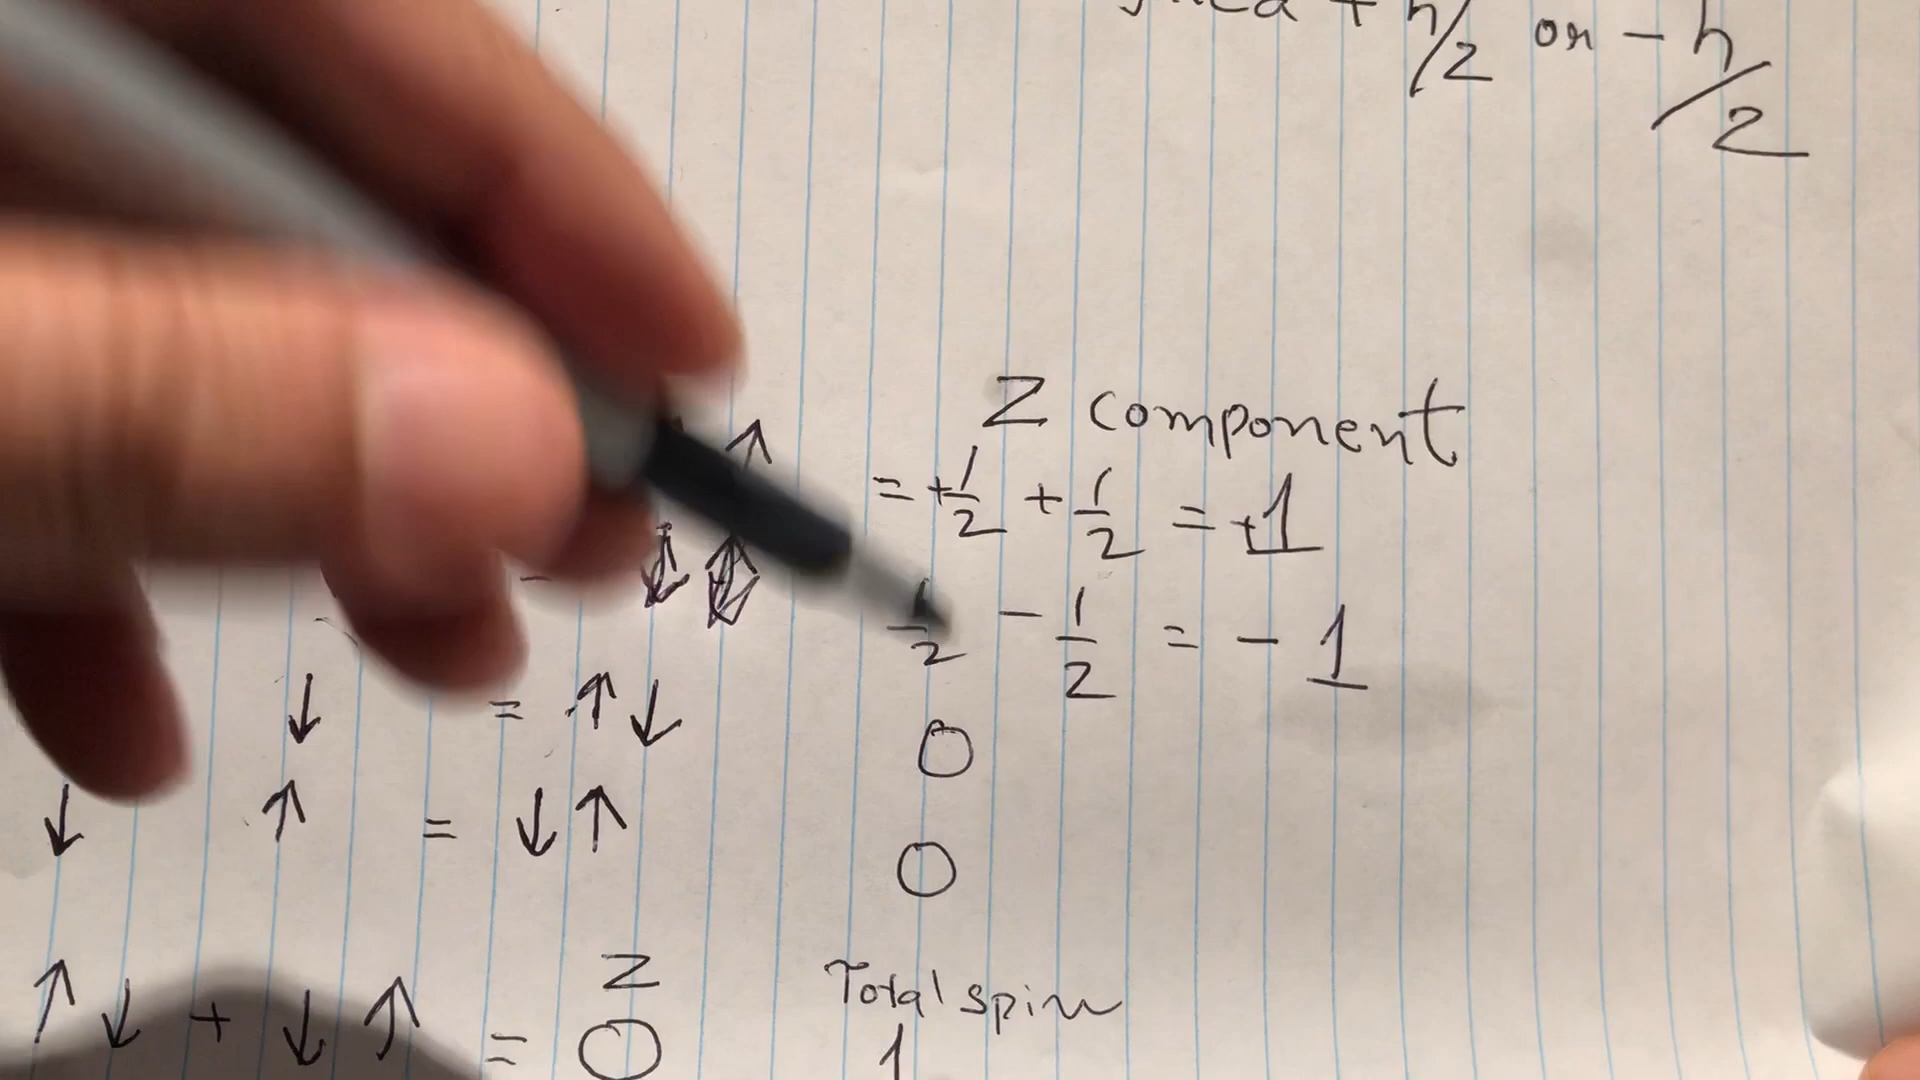 + ħ/2 or - ħ/2
Z component
↑ = +1/2 + 1/2 = +1
1/2 - 1/2 = - 1
↓ = ↑ ↓ 0
↓ ↑ = ↓ ↑ 0
Z Total spin
↑ ↓ + ↓ ↑ = 0 1